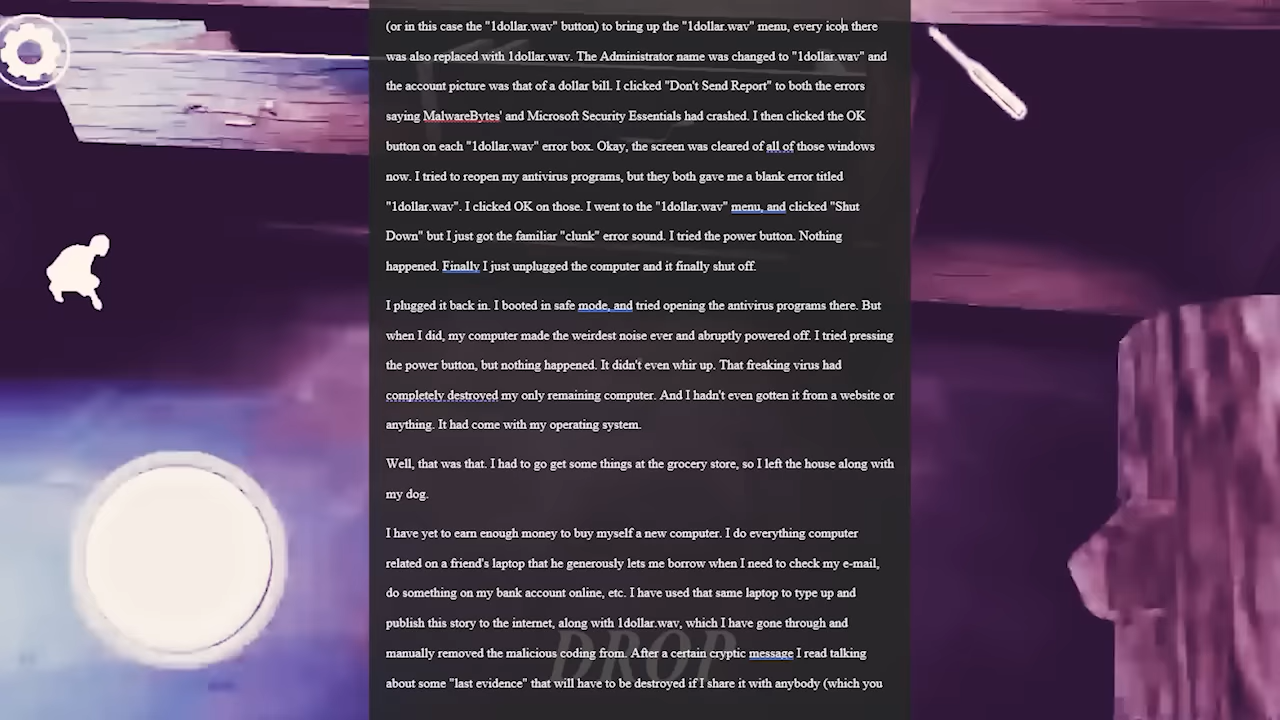 (or in this case the "1dollar.wav" button) to bring up the "1dollar.wav" menu, every icon there
was also replaced with 1dollar.wav. The Administrator name was changed to "1dollar.wav" and
the account picture was that of a dollar bill. I clicked "Don't Send Report" to both the errors
saying MalwareBytes' and Microsoft Security Essentials had crashed. I then clicked the OK
button on each "1dollar.wav" error box. Okay, the screen was cleared of all of those windows
now. I tried to reopen my antivirus programs, but they both gave me a blank error titled
"1dollar.wav". I clicked OK on those. I went to the "1dollar.wav" menu, and clicked "Shut
Down" but I just got the familiar "clunk" error sound. I tried the power button. Nothing
happened. Finally I just unplugged the computer and it finally shut off.
I plugged it back in. I booted in safe mode, and tried opening the antivirus programs there. But
when I did, my computer made the weirdest noise ever and abruptly powered off. I tried pressing
the power button, but nothing happened. It didn't even whir up. That freaking virus had
completely destroyed my only remaining computer. And I hadn't even gotten it from a website or
anything. It had come with my operating system.
Well, that was that. I had to go get some things at the grocery store, so I left the house along with
my dog.
I have yet to earn enough money to buy myself a new computer. I do everything computer
related on a friend's laptop that he generously lets me borrow when I need to check my e-mail,
do something on my bank account online, etc. I have used that same laptop to type up and
publish this story to the internet, along with 1dollar.wav, which I have gone through and
manually removed the malicious coding from. After a certain cryptic message I read talking
about some "last evidence" that will have to be destroyed if I share it with anybody (which you
DROP